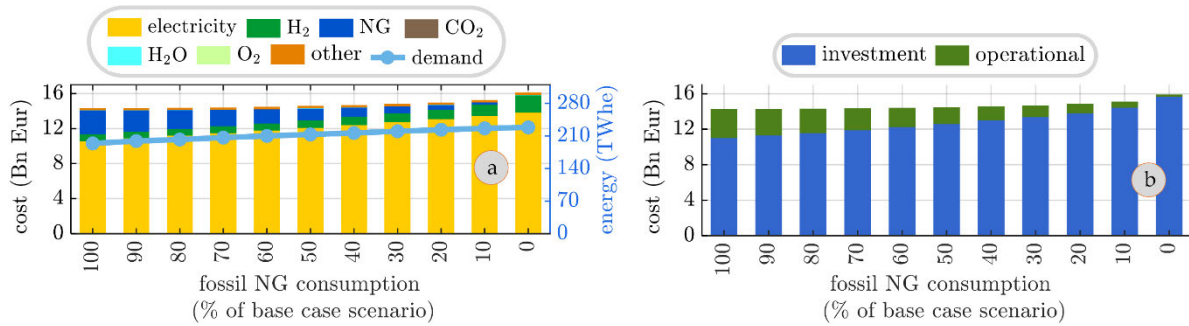 electricity H₂ NG CO₂
H₂O O₂ other demand
16
12
8
4
0
cost (Bn Eur)
280
210
140
70
0
energy (TWhe)
a
100 90 80 70 60 50 40 30 20 10 0
fossil NG consumption
(% of base case scenario)
investment operational
16
12
8
4
0
cost (Bn Eur)
b
100 90 80 70 60 50 40 30 20 10 0
fossil NG consumption
(% of base case scenario)